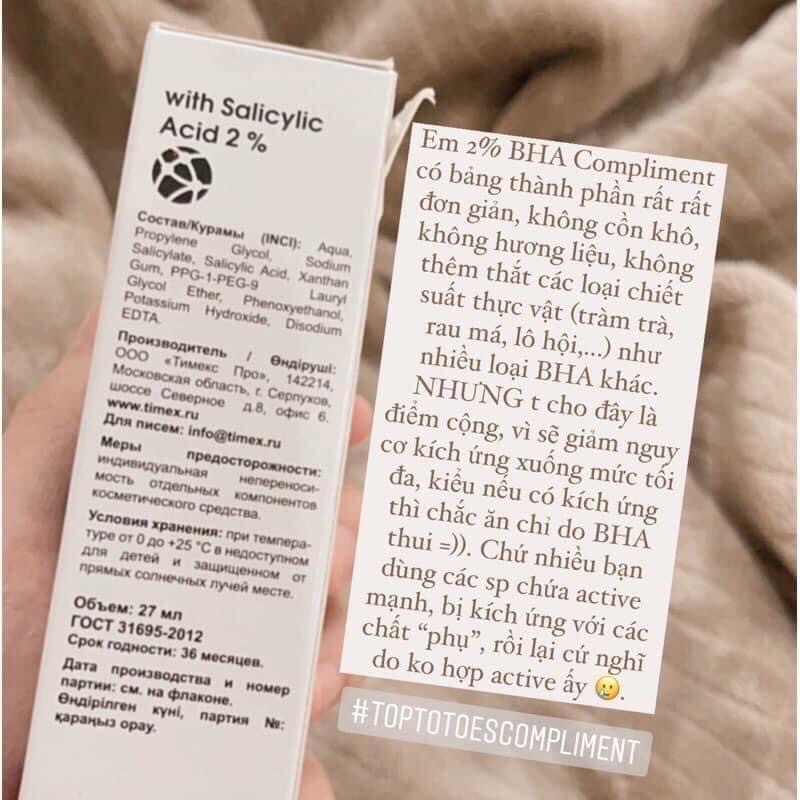 with Salicylic
Acid 2 %
Состав/Курамы (INCI): Aqua,
Propylene Glycol, Sodium
Salicylate, Salicylic Acid, Xanthan
Gum, PPG-1-PEG-9 Lauryl
Glycol Ether, Phenoxyethanol,
Potassium Hydroxide, Disodium
EDTA.
Производитель / Өндіруші:
ООО «Тимекс Про», 142214,
Московская область, г. Серпухов,
шоссе Северное д.8, офис 6.
www.timex.ru
Для писем: info@timex.ru
Меры предосторожности:
индивидуальная непереноси-
мость отдельных компонентов
косметического средства.
Условия хранения: при темпера-
туре от 0 до +25 °C в недоступном
для детей и защищенном от
прямых солнечных лучей месте.
Объем: 27 мл
ГОСТ 31695-2012
Срок годности: 36 месяцев.
Дата производства и номер
партии: см. на флаконе.
Өндірілген күні, партия №:
қараңыз орау.
Em 2% BHA Compliment
có bảng thành phần rất rất
đơn giản, không cồn khô,
không hương liệu, không
thêm thắt các loại chiết
suất thực vật (tràm trà,
rau má, lô hội,...) như
nhiều loại BHA khác.
NHƯNG t cho đây là
điểm cộng, vì sẽ giảm nguy
cơ kích ứng xuống mức tối
đa, kiểu nếu có kích ứng
thì chắc ăn chỉ do BHA
thui =)). Chứ nhiều bạn
dùng các sp chứa active
mạnh, bị kích ứng với các
chất “phụ”, rồi lại cứ nghĩ
do ko hợp active ấy 🥲.
#TOPTOTOESCOMPLIMENT